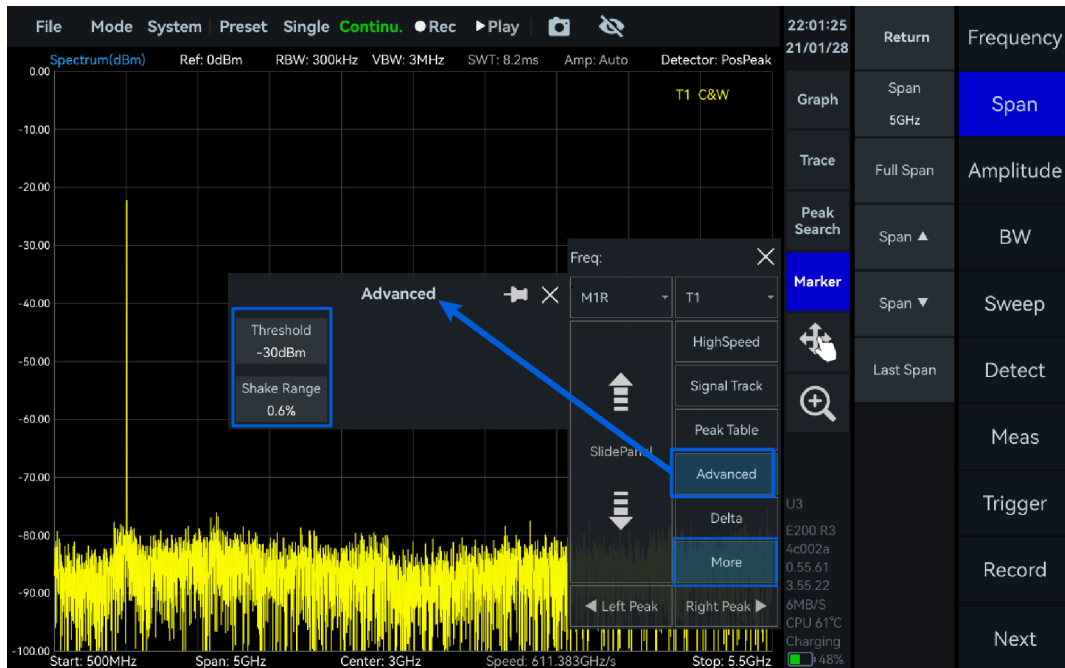 File Mode System Preset Single Continu. Rec Play
22:01:25
21/01/28
Spectrum(dBm) Ref: 0dBm RBW: 300kHz VBW: 3MHz SWT: 8.2ms Amp: Auto Detector: PosPeak
T1 C&W
0.00
-10.00
-20.00
-30.00
-40.00
-50.00
-60.00
-70.00
-80.00
-90.00
-100.00
Start: 500MHz Span: 5GHz Center: 3GHz Speed: 611.383GHz/s Stop: 5.5GHz
Advanced
Threshold
-30dBm
Shake Range
0.6%
Freq:
M1R T1
HighSpeed
Signal Track
Peak Table
SlidePanel
Advanced
Delta
More
Left Peak Right Peak
Graph
Trace
Peak
Search
Marker
U3
E200 R3
4c002a
0.55.61
3.55.22
6MB/S
CPU 61°C
Charging
48%
Return
Span
5GHz
Full Span
Span ▲
Span ▼
Last Span
Frequency
Span
Amplitude
BW
Sweep
Detect
Meas
Trigger
Record
Next